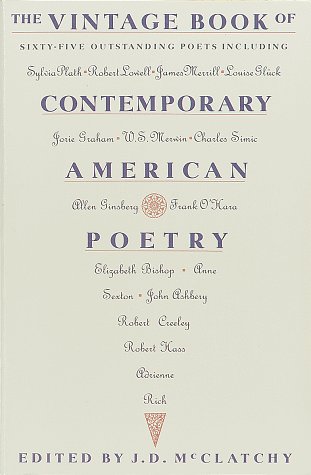 THE VINTAGE BOOK OF
SIXTY-FIVE OUTSTANDING POETS INCLUDING
Sylvia Plath • Robert Lowell • James Merrill • Louise Glück
CONTEMPORARY
Jorie Graham • W. S. Merwin • Charles Simic
AMERICAN
Allen Ginsberg Frank O'Hara
POETRY
Elizabeth Bishop • Anne
Sexton • John Ashbery
Robert Creeley
Robert Hass
Adrienne
Rich
EDITED BY J.D. McCLATCHY